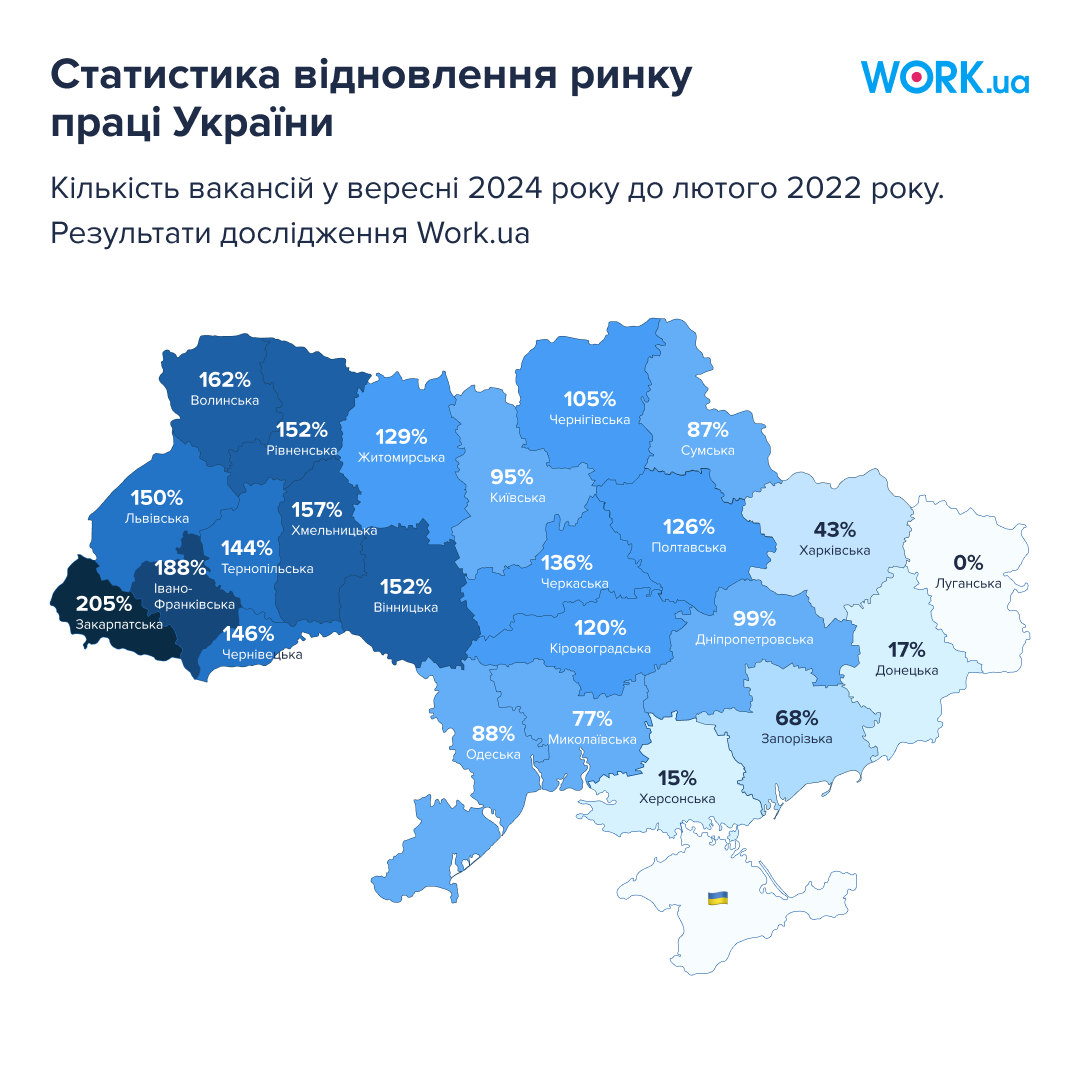 Статистика відновлення ринку
праці України
WORK.ua
Кількість вакансій у вересні 2024 року до лютого 2022 року.
Результати дослідження Work.ua
162%
Волинська
152%
Рівненська
129%
Житомирська
105%
Чернігівська
87%
Сумська
95%
Київська
150%
Львівська
157%
Хмельницька
144%
Тернопільська
126%
Полтавська
43%
Харківська
0%
Луганська
188%
Івано-
Франківська
136%
Черкаська
152%
Вінницька
205%
Закарпатська
146%
Чернівецька
120%
Кіровоградська
99%
Дніпропетровська
17%
Донецька
88%
Одеська
77%
Миколаївська
68%
Запорізька
15%
Херсонська